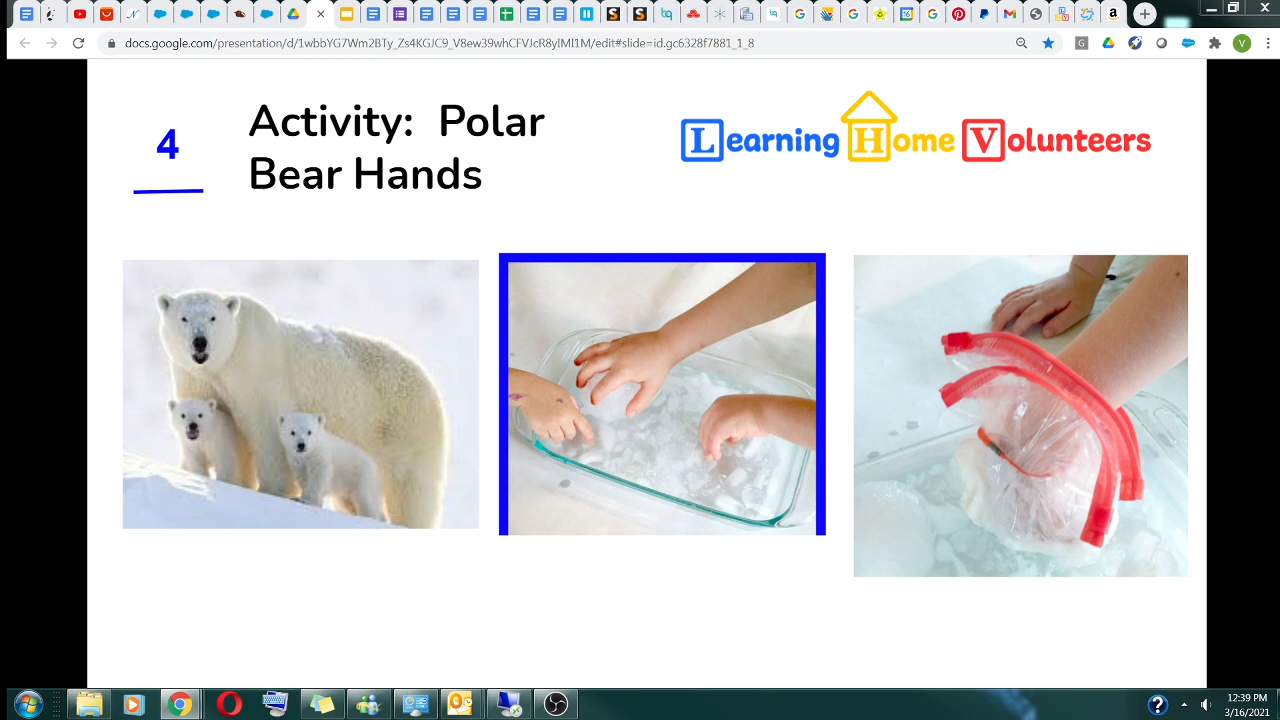 docs.google.com/presentation/d/1wbbYG7Wm2BTy_Zs4KGJC9_V8ew9whLxFVJet8yIMI1M/edit#slide=id.gc6328f7881_1_8
4
Activity: Polar
Bear Hands
Learning Home Volunteers
12:39 PM
3/16/2021